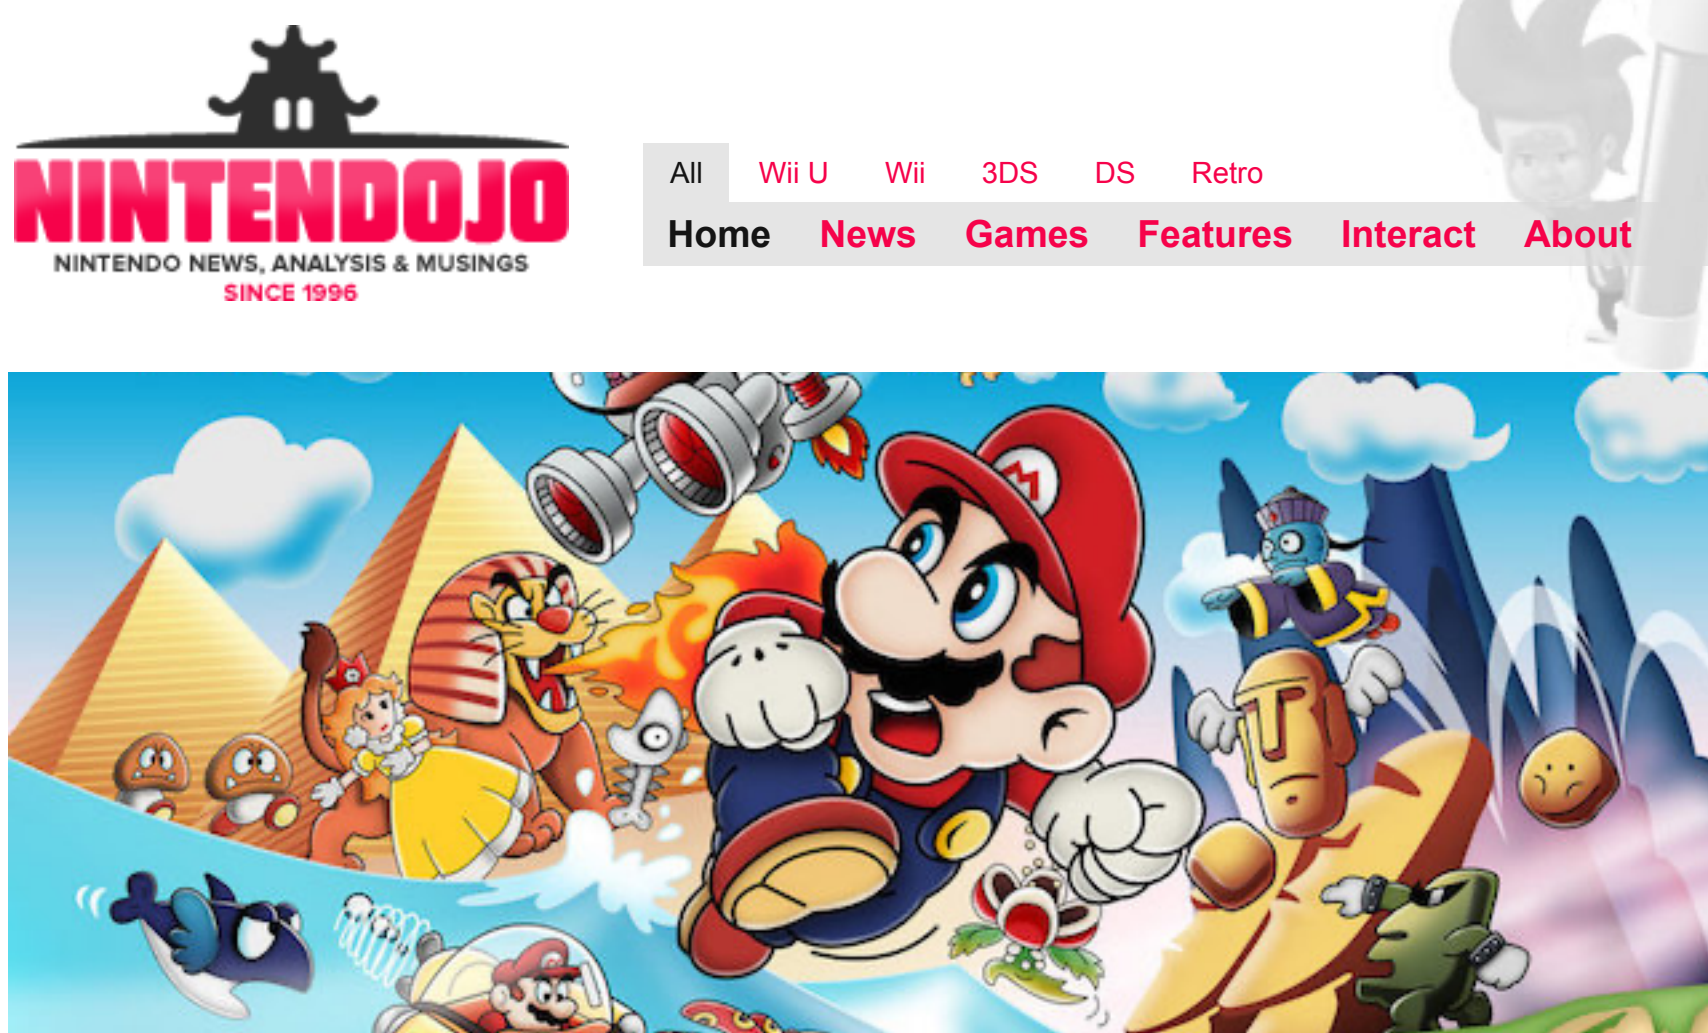 NINTENDOJO
NINTENDO NEWS, ANALYSIS & MUSINGS
SINCE 1996
All Wii U Wii 3DS DS Retro
Home News Games Features Interact About
M